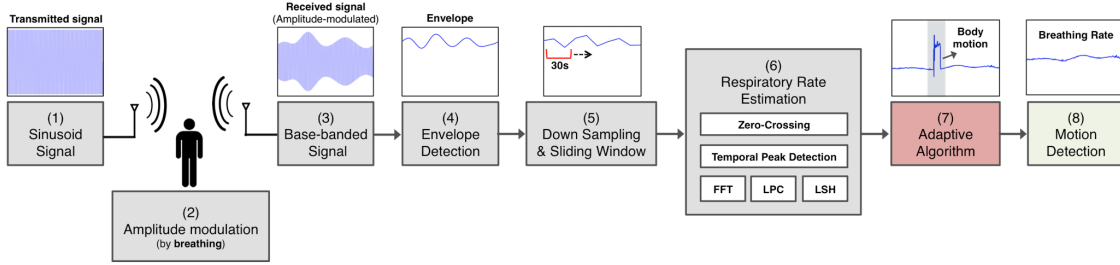 Transmitted signal
(1)
Sinusoid
Signal
(2)
Amplitude modulation
(by breathing)
Received signal
(Amplitude-modulated)
(3)
Base-banded
Signal
Envelope
(4)
Envelope
Detection
30s
(5)
Down Sampling
& Sliding Window
(6)
Respiratory Rate
Estimation
Zero-Crossing
Temporal Peak Detection
FFT
LPC
LSH
Body
motion
(7)
Adaptive
Algorithm
Breathing Rate
(8)
Motion
Detection